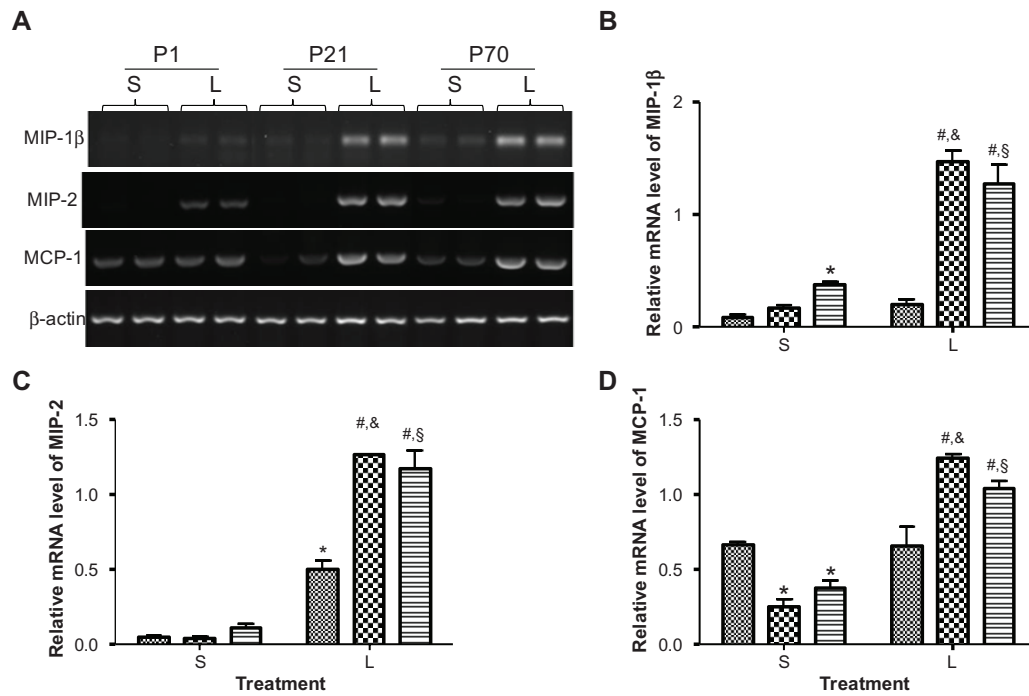 A
P1 P21 P70
S L S L S L
MIP-1β
MIP-2
MCP-1
β-actin
B
Relative mRNA level of MIP-1β
2
1
0
*
#,&
#,§
S L
C
Relative mRNA level of MIP-2
1.5
1.0
0.5
0.0
*
#,&
#,§
S L
Treatment
D
Relative mRNA level of MCP-1
1.5
1.0
0.5
0.0
*
*
#,&
#,§
S L
Treatment